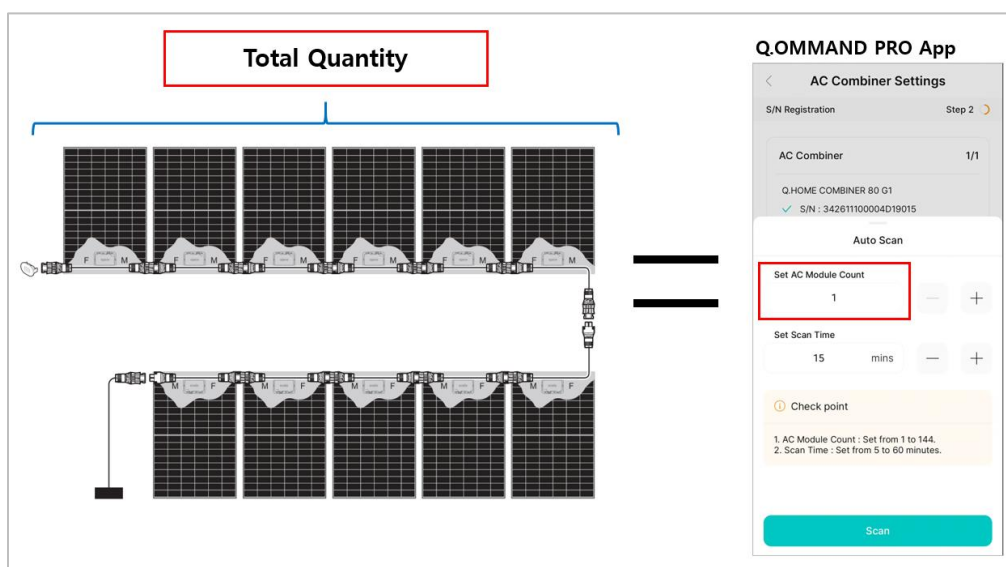 Total Quantity
Q.OMMAND PRO App
AC Combiner Settings
S/N Registration Step 2
AC Combiner 1/1
Q.HOME COMBINER 80 G1
S/N : 342611100004D19015
Auto Scan
Set AC Module Count
1
Set Scan Time
15 mins
Check point
1. AC Module Count : Set from 1 to 144.
2. Scan Time : Set from 5 to 60 minutes.
Scan
F M F M F M F M F M F M
M F M F M F M F M F